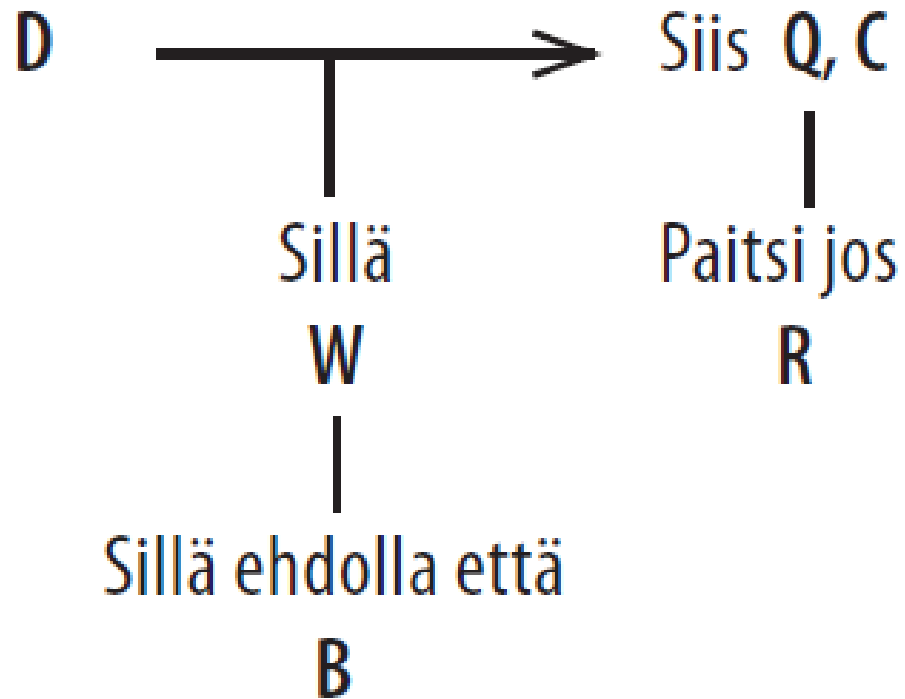 D Siis Q, C
Sillä Paitsi jos
W R
Sillä ehdolla että
B